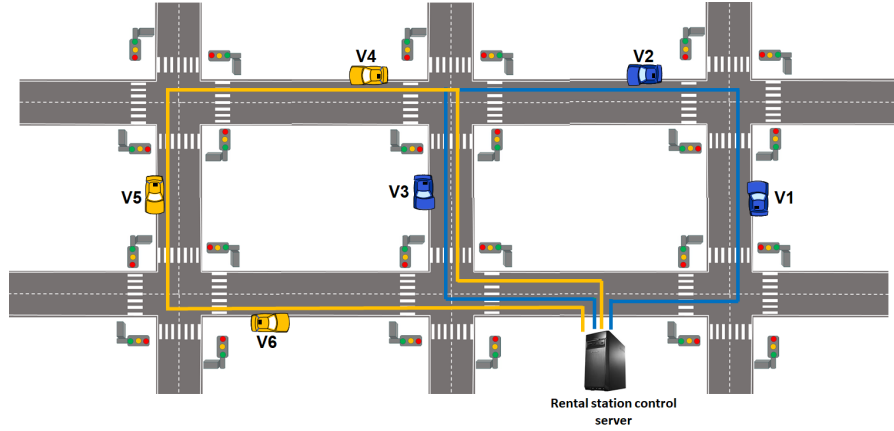 V4
V2
V5
V3
V1
V6
Rental station control
server